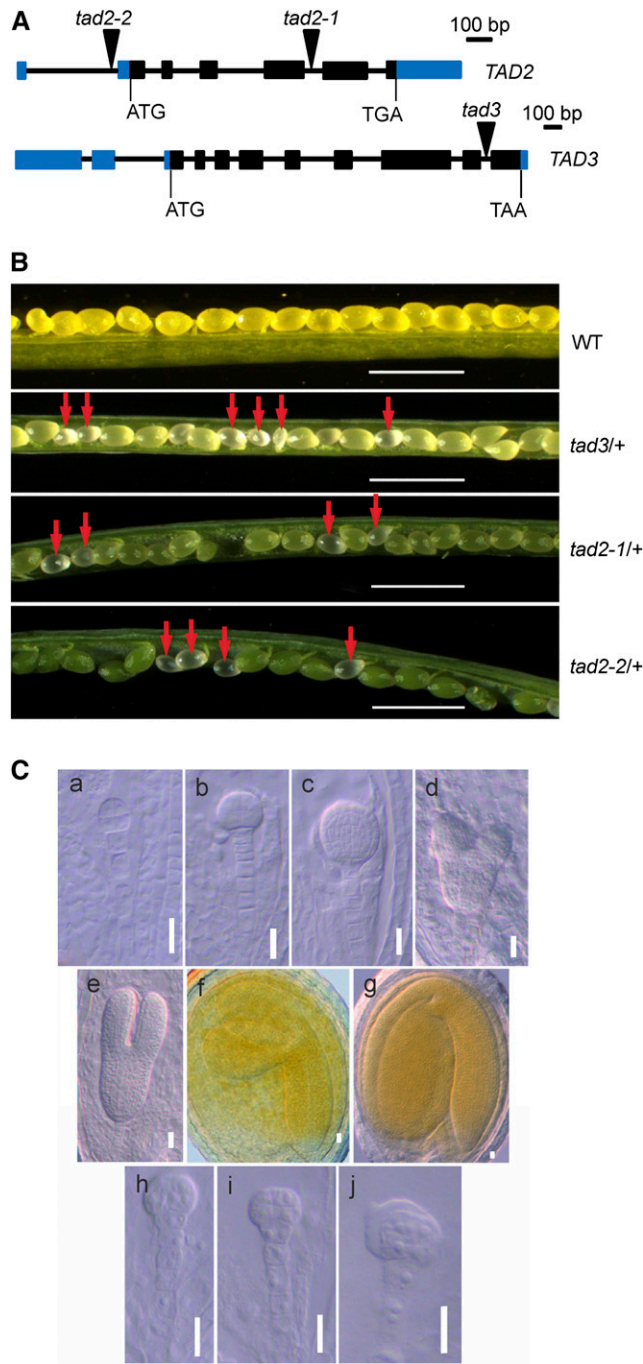 A
tad2-2
tad2-1
100 bp
TAD2
ATG
TGA
tad3
100 bp
TAD3
ATG
TAA
B
WT
tad3/+
tad2-1/+
tad2-2/+
C
a
b
c
d
e
f
g
h
i
j